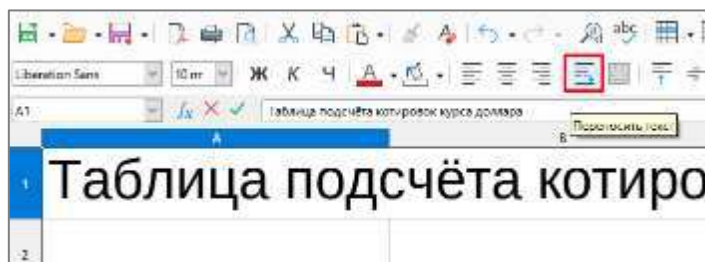 Liberation Sans 10 пт Ж К Ч А
A1 Таблица подсчёта котировок курса доллара
Переносить текст
A B
1 Таблица подсчёта котиро
2